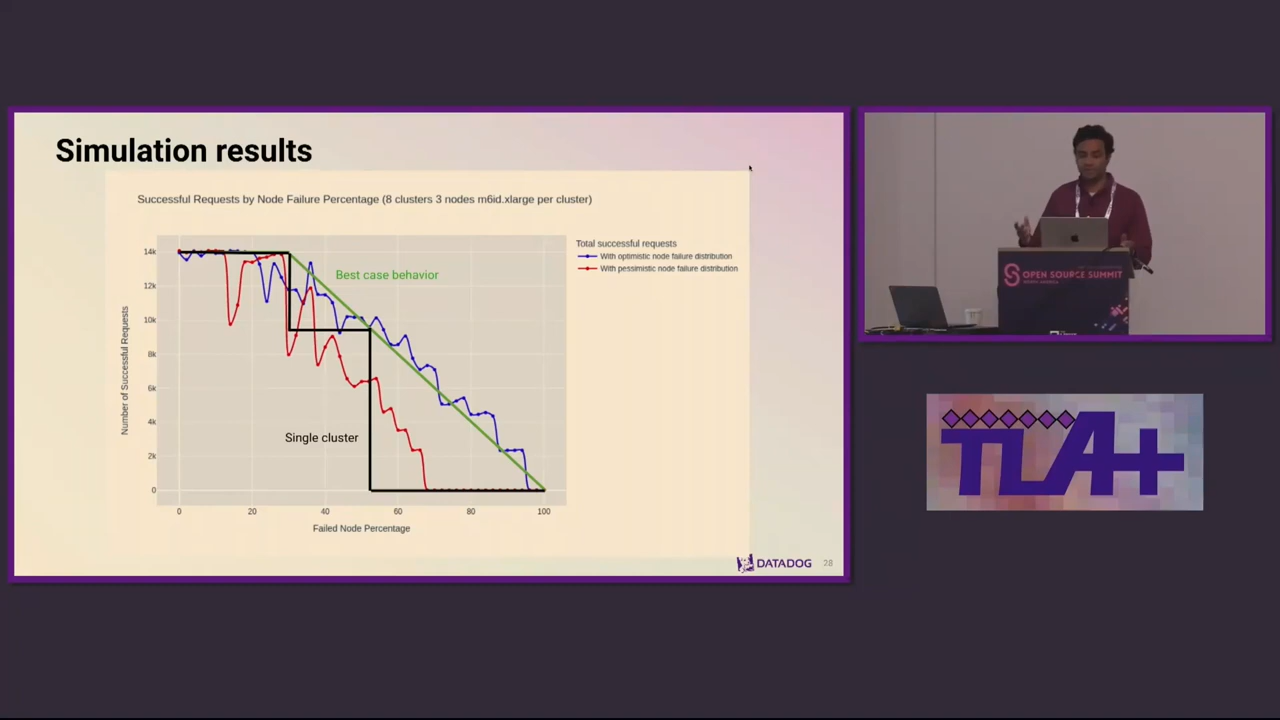 Simulation results
Successful Requests by Node Failure Percentage (8 clusters 3 nodes m6id.xlarge per cluster)
Total successful requests
With optimistic node failure distribution
With pessimistic node failure distribution
Number of Successful Requests
14k
12k
10k
8k
6k
4k
2k
0
Best case behavior
Single cluster
0 20 40 60 80 100
Failed Node Percentage
DATADOG
28
OPEN SOURCE SUMMIT
TLA+